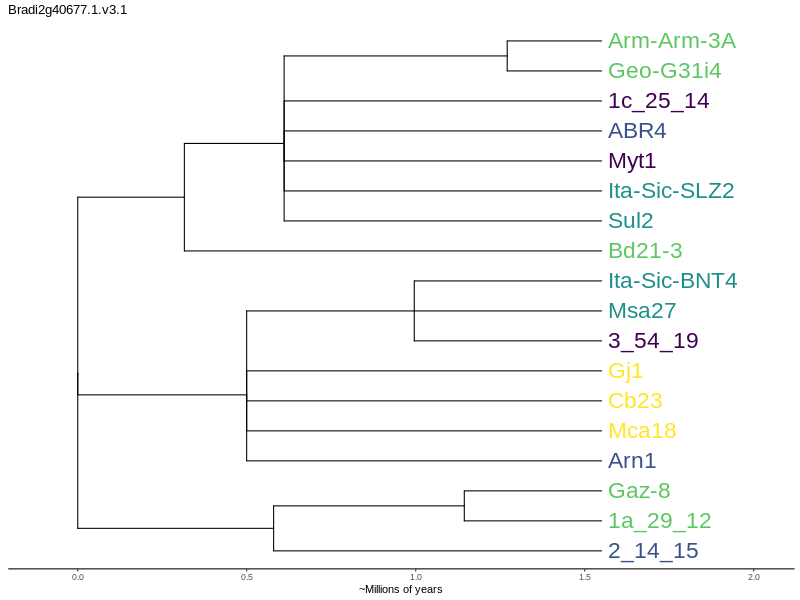 Bradi2g40677.1.v3.1
Arm-Arm-3A
Geo-G31i4
1c_25_14
ABR4
Myt1
Ita-Sic-SLZ2
Sul2
Bd21-3
Ita-Sic-BNT4
Msa27
3_54_19
Gj1
Cb23
Mca18
Arn1
Gaz-8
1a_29_12
2_14_15
0.0 0.5 1.0 1.5 2.0
~Millions of years